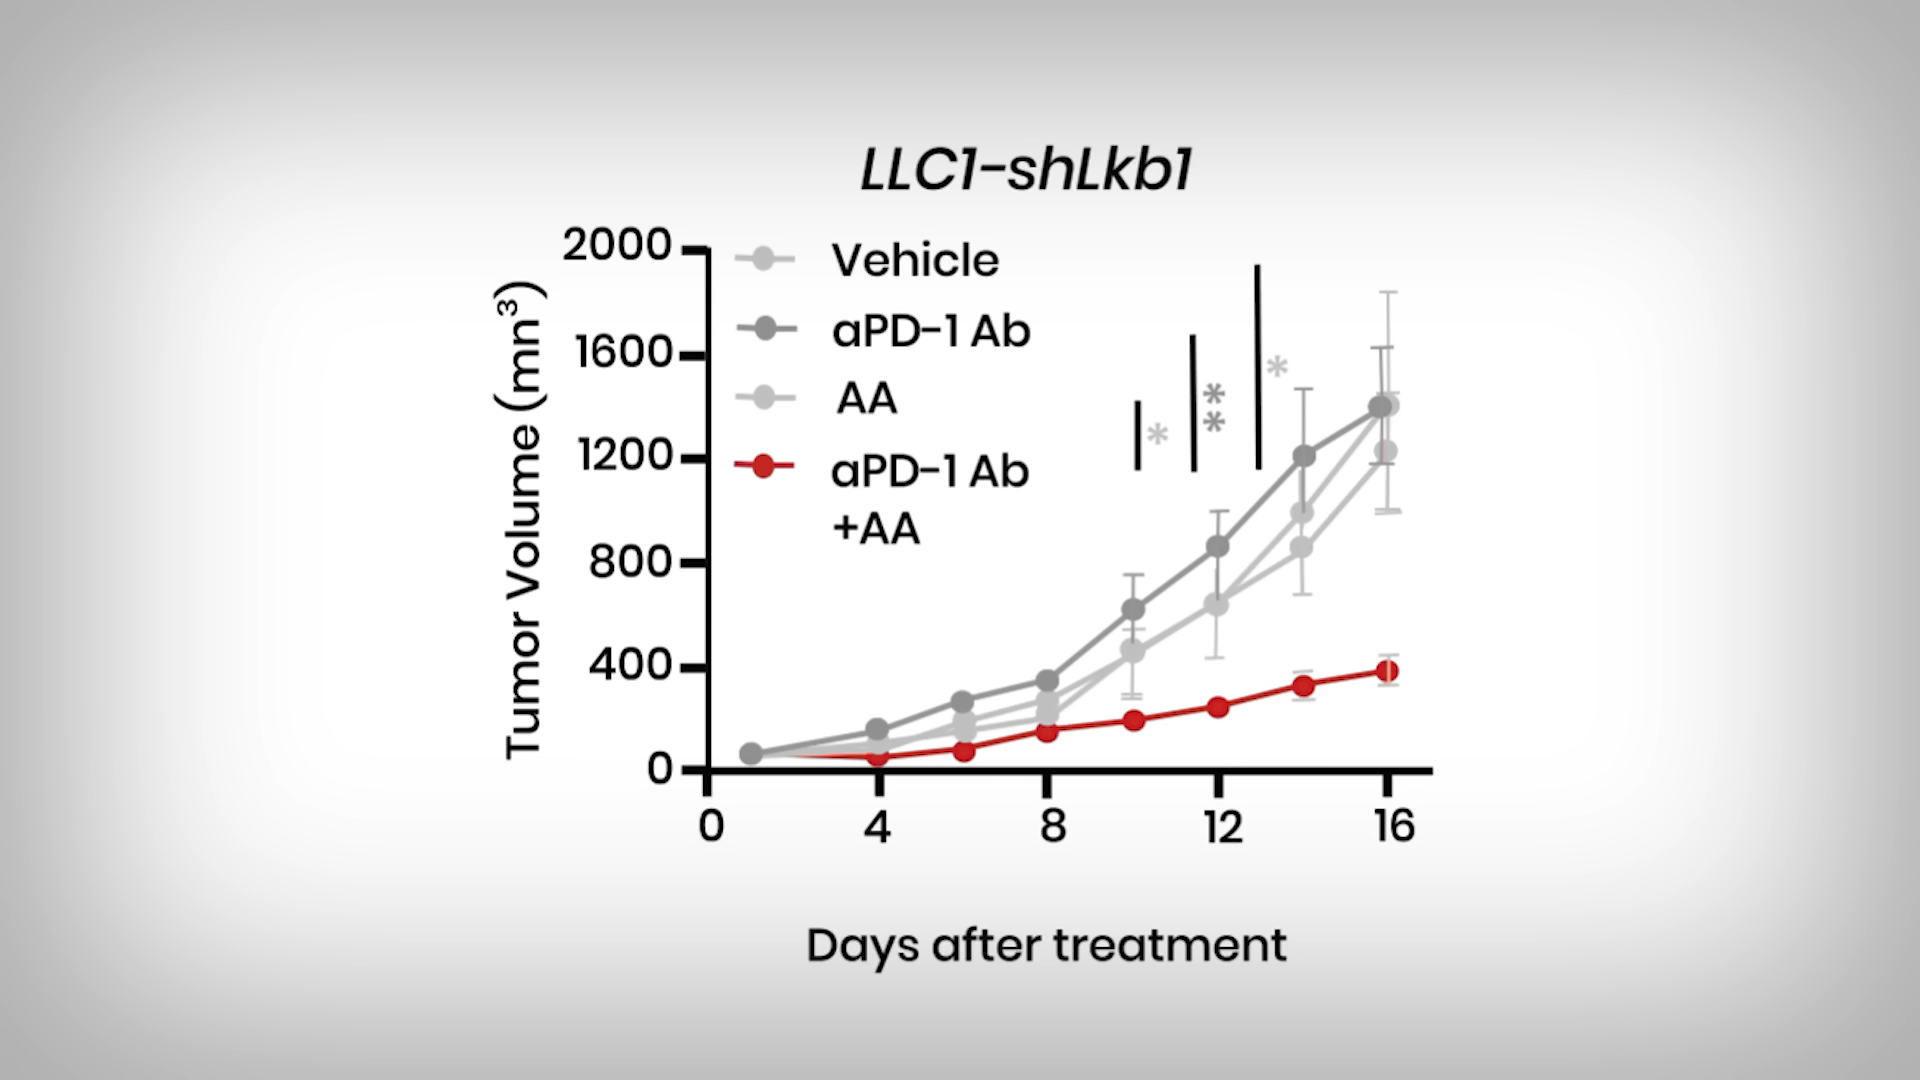 LLC1-shLkb1
Tumor Volume (mn³)
2000
1600
1200
800
400
0
Vehicle
aPD-1 Ab
AA
aPD-1 Ab
+AA
*
**
*
0 4 8 12 16
Days after treatment